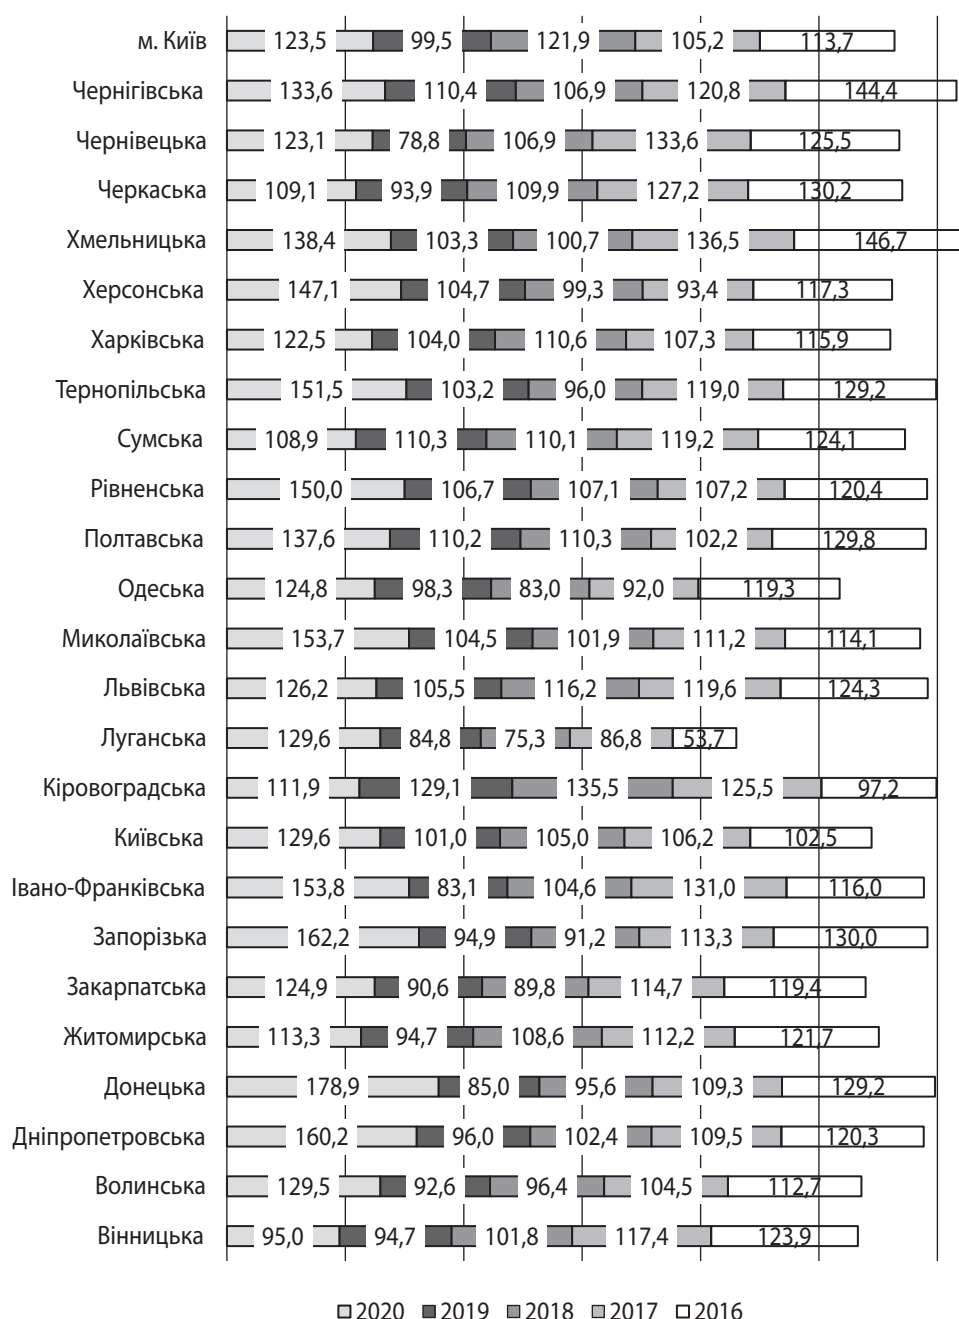 м. Київ 123,5 99,5 121,9 105,2 113,7
Чернігівська 133,6 110,4 106,9 120,8 144,4
Чернівецька 123,1 78,8 106,9 133,6 125,5
Черкаська 109,1 93,9 109,9 127,2 130,2
Хмельницька 138,4 103,3 100,7 136,5 146,7
Херсонська 147,1 104,7 99,3 93,4 117,3
Харківська 122,5 104,0 110,6 107,3 115,9
Тернопільська 151,5 103,2 96,0 119,0 129,2
Сумська 108,9 110,3 110,1 119,2 124,1
Рівненська 150,0 106,7 107,1 107,2 120,4
Полтавська 137,6 110,2 110,3 102,2 129,8
Одеська 124,8 98,3 83,0 92,0 119,3
Миколаївська 153,7 104,5 101,9 111,2 114,1
Львівська 126,2 105,5 116,2 119,6 124,3
Луганська 129,6 84,8 75,3 86,8 53,7
Кіровоградська 111,9 129,1 135,5 125,5 97,2
Київська 129,6 101,0 105,0 106,2 102,5
Івано-Франківська 153,8 83,1 104,6 131,0 116,0
Запорізька 162,2 94,9 91,2 113,3 130,0
Закарпатська 124,9 90,6 89,8 114,7 119,4
Житомирська 113,3 94,7 108,6 112,2 121,7
Донецька 178,9 85,0 95,6 109,3 129,2
Дніпропетровська 160,2 96,0 102,4 109,5 120,3
Волинська 129,5 92,6 96,4 104,5 112,7
Вінницька 95,0 94,7 101,8 117,4 123,9
2020 2019 2018 2017 2016